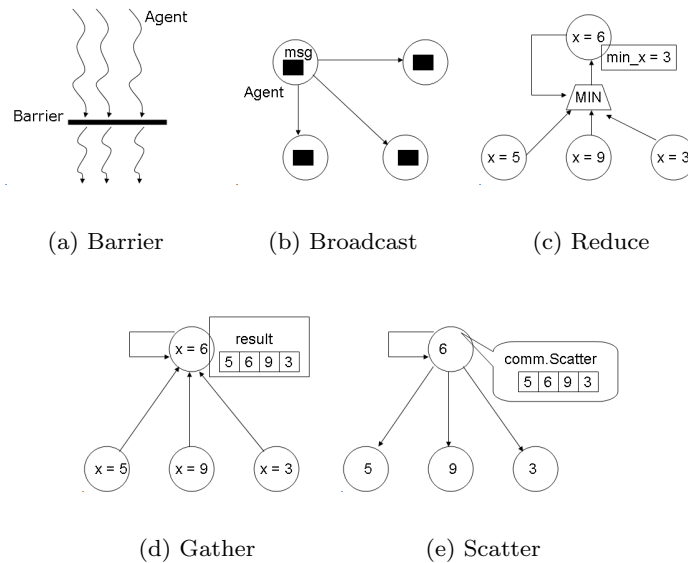 Agent
Barrier
(a) Barrier
msg
Agent
(b) Broadcast
x = 6
min_x = 3
MIN
x = 5
x = 9
x = 3
(c) Reduce
x = 6
result
5 6 9 3
x = 5
x = 9
x = 3
(d) Gather
6
comm.Scatter
5 6 9 3
5
9
3
(e) Scatter